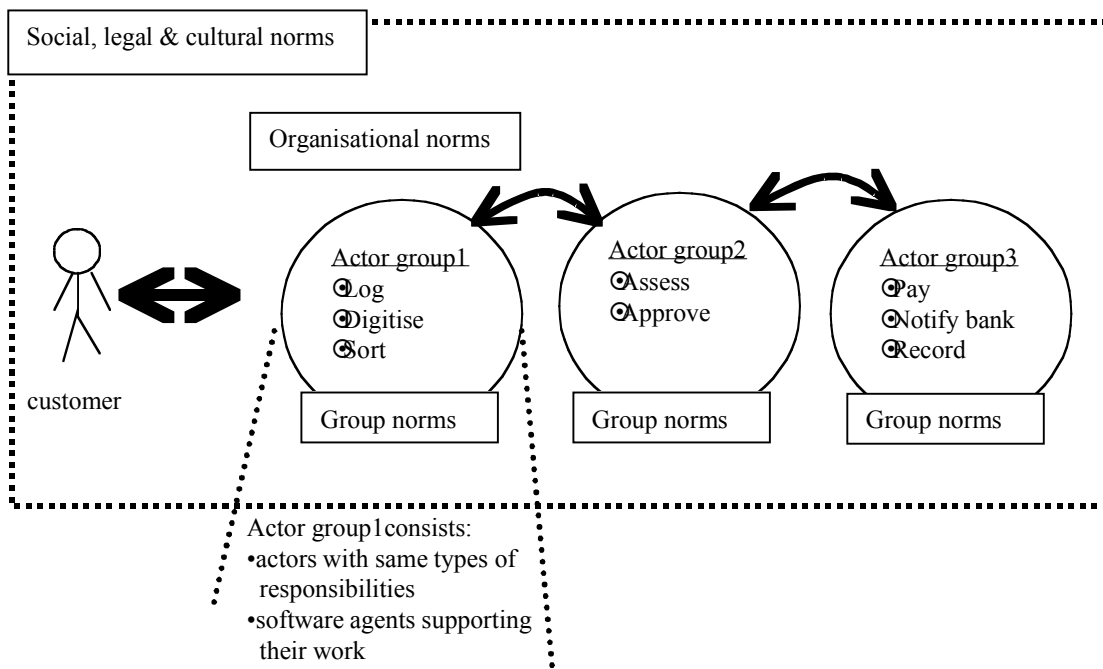 Social, legal & cultural norms
Organisational norms
customer
Actor group1
Log
Digitise
Sort
Group norms
Actor group2
Assess
Approve
Group norms
Actor group3
Pay
Notify bank
Record
Group norms
Actor group1consists:
•actors with same types of
responsibilities
•software agents supporting
their work